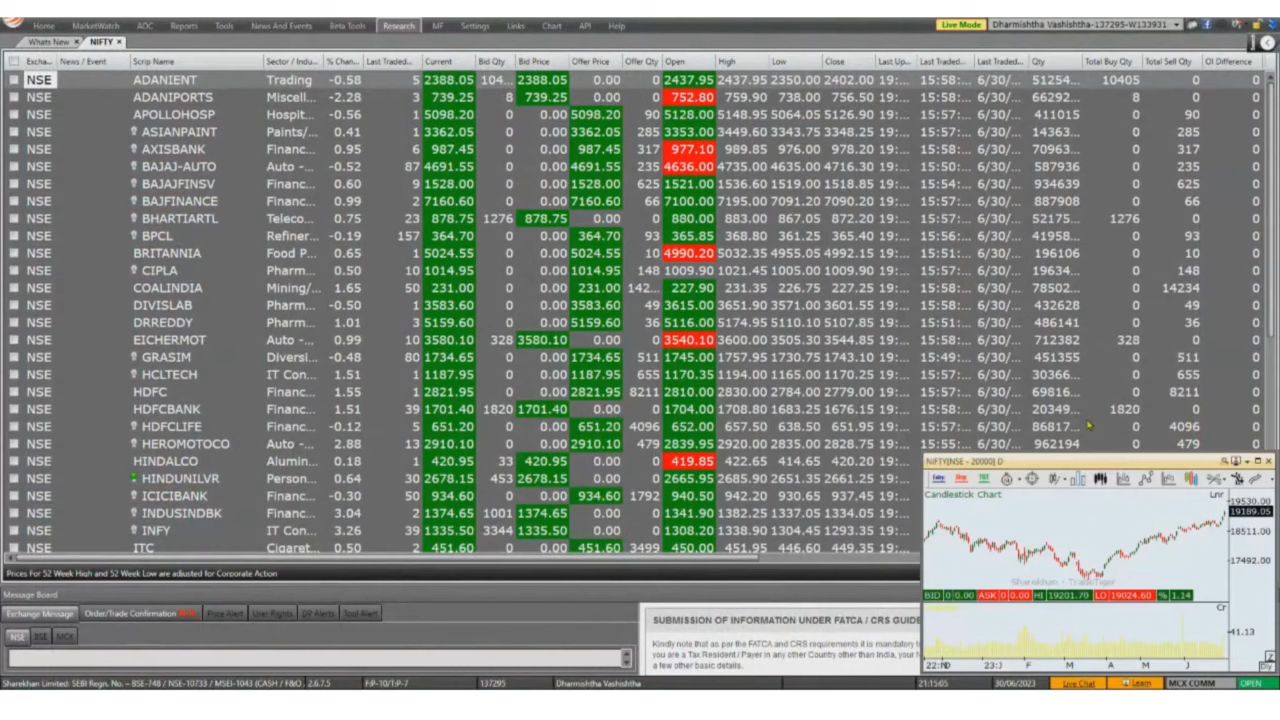 Home MarketWatch AOC Reports Tools News And Events Beta Tools Research MF Settings Links Chart API Help Live Mode Dharmishtha Vashishtha-137295-W133931
Whats New × NIFTY ×
Excha... News / Event Scrip Name Sector / Indu... % Chan... Last Traded... Current Bid Qty Bid Price Offer Price Offer Qty Open High Low Close Last Up... Last Traded... Last Traded... Qty Total Buy Qty Total Sell Qty OI Difference
NSE ADANIENT Trading -0.58 5 2388.05 104... 2388.05 0.00 0 2437.95 2437.95 2350.00 2402.00 19:... 15:58:... 6/30/... 51254... 10405 0 0
NSE ADANIPORTS Miscell... -2.28 3 739.25 8 739.25 0.00 0 752.80 759.90 738.00 756.50 19:... 15:58:... 6/30/... 66292... 8 0 0
NSE APOLLOHOSP Hospit... -0.56 1 5098.20 0 0.00 5098.20 90 5128.00 5148.95 5064.05 5126.90 19:... 15:58:... 6/30/... 411015 0 90 0
NSE ASIANPAINT Paints/... 0.41 1 3362.05 0 0.00 3362.05 285 3353.00 3449.60 3343.75 3348.25 19:... 15:57:... 6/30/... 14363... 0 285 0
NSE AXISBANK Financ... 0.95 6 987.45 0 0.00 987.45 317 977.10 989.85 976.00 978.20 19:... 15:58:... 6/30/... 70963... 0 317 0
NSE BAJAJ-AUTO Auto -... -0.52 87 4691.55 0 0.00 4691.55 235 4636.00 4735.00 4635.00 4716.30 19:... 15:58:... 6/30/... 587936 0 235 0
NSE BAJAJFINSV Financ... 0.60 9 1528.00 0 0.00 1528.00 625 1521.00 1536.60 1519.00 1518.85 19:... 15:54:... 6/30/... 934639 0 625 0
NSE BAJFINANCE Financ... 0.99 2 7160.60 0 0.00 7160.60 66 7100.00 7195.00 7091.20 7090.20 19:... 15:57:... 6/30/... 887908 0 66 0
NSE BHARTIARTL Teleco... 0.75 23 878.75 1276 878.75 0.00 0 880.00 883.00 867.05 872.20 19:... 15:57:... 6/30/... 52175... 1276 0 0
NSE BPCL Refiner... -0.19 157 364.70 0 0.00 364.70 93 365.85 368.80 361.25 365.40 19:... 15:56:... 6/30/... 41958... 0 93 0
NSE BRITANNIA Food P... 0.65 1 5024.55 0 0.00 5024.55 10 4990.20 5032.35 4955.05 4992.15 19:... 15:51:... 6/30/... 196106 0 10 0
NSE CIPLA Pharm... 0.50 10 1014.95 0 0.00 1014.95 148 1009.90 1021.45 1005.00 1009.90 19:... 15:57:... 6/30/... 19634... 0 148 0
NSE COALINDIA Mining/... 1.65 50 231.00 0 0.00 231.00 142... 227.90 231.35 226.75 227.25 19:... 15:58:... 6/30/... 78502... 0 14234 0
NSE DIVISLAB Pharm... -0.50 1 3583.60 0 0.00 3583.60 49 3615.00 3651.90 3571.00 3601.55 19:... 15:58:... 6/30/... 432628 0 49 0
NSE DRREDDY Pharm... 1.01 3 5159.60 0 0.00 5159.60 36 5116.00 5174.95 5110.10 5107.85 19:... 15:51:... 6/30/... 486141 0 36 0
NSE EICHERMOT Auto -... 0.99 10 3580.10 328 3580.10 0.00 0 3540.10 3600.00 3505.30 3544.85 19:... 15:58:... 6/30/... 712382 328 0 0
NSE GRASIM Diversi... -0.48 80 1734.65 0 0.00 1734.65 511 1745.00 1757.95 1730.75 1743.10 19:... 15:49:... 6/30/... 451355 0 511 0
NSE HCLTECH IT Con... 1.51 1 1187.95 0 0.00 1187.95 655 1170.35 1194.00 1165.00 1170.25 19:... 15:57:... 6/30/... 30366... 0 655 0
NSE HDFC Financ... 1.55 1 2821.95 0 0.00 2821.95 8211 2810.00 2830.00 2784.00 2779.00 19:... 15:57:... 6/30/... 69816... 0 8211 0
NSE HDFCBANK Financ... 1.51 39 1701.40 1820 1701.40 0.00 0 1704.00 1708.80 1683.25 1676.15 19:... 15:58:... 6/30/... 20349... 1820 0 0
NSE HDFCLIFE Financ... -0.12 5 651.20 0 0.00 651.20 4096 652.00 657.50 638.50 651.95 19:... 15:58:... 6/30/... 86817... 0 4096 0
NSE HEROMOTOCO Auto -... 2.88 13 2910.10 0 0.00 2910.10 479 2839.95 2920.00 2835.00 2828.75 19:... 15:55:... 6/30/... 962194 0 479 0
NSE HINDALCO Alumin... 0.18 1 420.95 33 420.95 0.00 0 419.85 422.65 414.65 420.20
NSE HINDUNILVR Person... 0.64 30 2678.15 453 2678.15 0.00 0 2665.95 2685.90 2651.35
NSE ICICIBANK Financ... -0.30 50 934.60 0 0.00 934.60 1792 940.50 942.20 930.65
NSE INDUSINDBK Financ... 3.04 2 1374.65 1001 1374.65 0.00 0 1341.90 1382.25 1337.05 1334.05
NSE INFY IT Con... 3.26 39 1335.50 3344 1335.50 0.00 0 1308.20 1338.90 1304.45 1293.35
NSE ITC Cigaret... 0.50 2 451.60 0 0.00 451.60 3499 450.00 451.95 446.60 449.35
Prices For 52 Week High and 52 Week Low are adjusted for Corporate Action
NIFTY[NSE - 20000] D
Candlestick Chart Lnr
19530.00
19189.05
18511.00
17492.00
Sharekhan - TradeTiger
BID 0 0.00 ASK 0 0.00 HI 19201.70 LO 19024.60 % 1.14
Cr
41.13
22:ND 23:J F M A M J
Message Board
Exchange Message Order/Trade Confirmation Price Alert User Rights DP Alerts Tool Alert
NSE BSE MCX
SUBMISSION OF INFORMATION UNDER FATCA / CRS GUIDE
Kindly note that as per the FATCA and CRS requirements it is mandatory
you are a Tax Resident / Payer in any other Country other than India, your
a few other basic details.
Sharekhan Limited: SEBI Regn. No. – BSE-748 / NSE-10733 / MSEI-1043 (CASH / F&O 2.6.7.5 F:P-10/T:P-7 137295 Dharmishtha Vashishtha 21:15:05 30/06/2023 Live Chat Learn MCX COMM OPEN